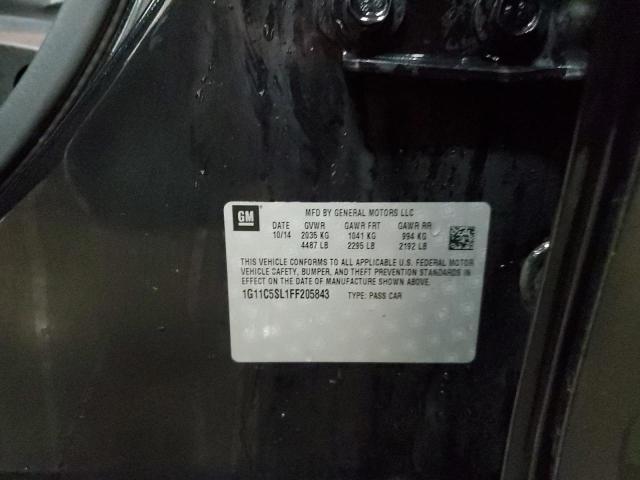 GM
MFD BY GENERAL MOTORS LLC
DATE GVWR GAWR FRT GAWR RR
10/14 2035 KG 1041 KG 994 KG
4487 LB 2295 LB 2192 LB
THIS VEHICLE CONFORMS TO ALL APPLICABLE U.S. FEDERAL MOTOR
VEHICLE SAFETY, BUMPER, AND THEFT PREVENTION STANDARDS IN
EFFECT ON THE DATE OF MANUFACTURE SHOWN ABOVE.
1G11C5SL1FF205843 TYPE: PASS CAR